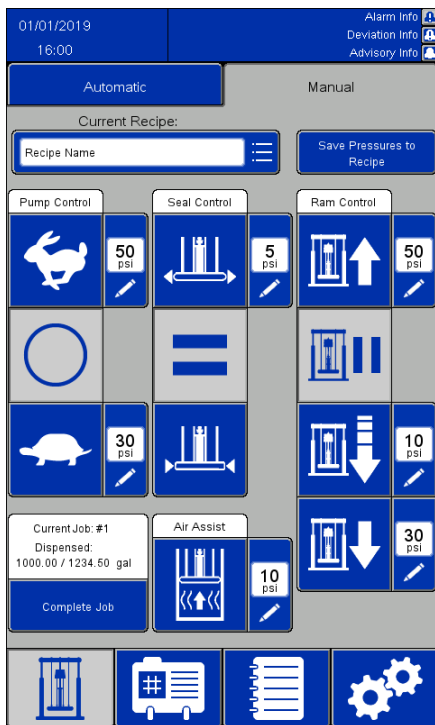 01/01/2019
16:00
Alarm Info
Deviation Info
Advisory Info
Automatic
Manual
Current Recipe:
Recipe Name
Save Pressures to
Recipe
Pump Control
Seal Control
Ram Control
50
psi
5
psi
50
psi
30
psi
10
psi
30
psi
Current Job: #1
Dispensed:
1000.00 / 1234.50 gal
Complete Job
Air Assist
10
psi
#